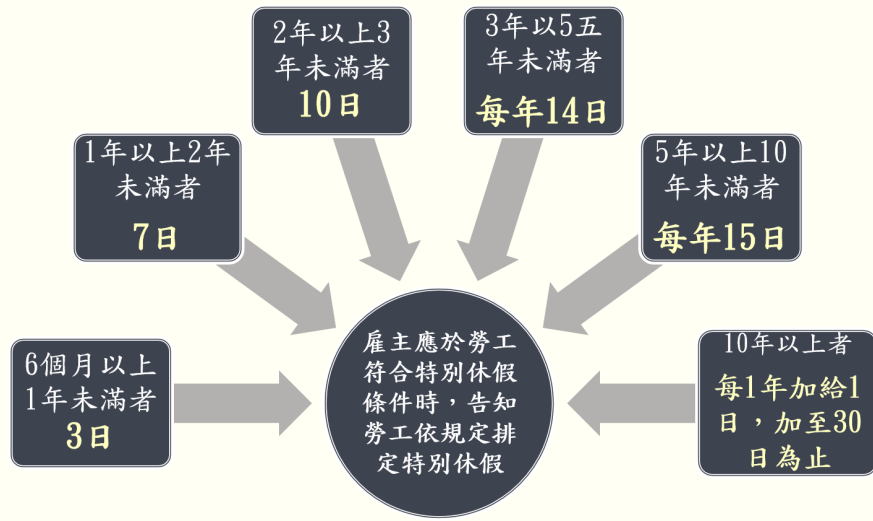 6個月以上
1年未滿者
3日
1年以上2年
未滿者
7日
2年以上3
年未滿者
10日
3年以5五
年未滿者
每年14日
5年以上10
年未滿者
每年15日
10年以上者
每1年加給1
日，加至30
日為止
雇主應於勞工
符合特別休假
條件時，告知
勞工依規定排
定特別休假